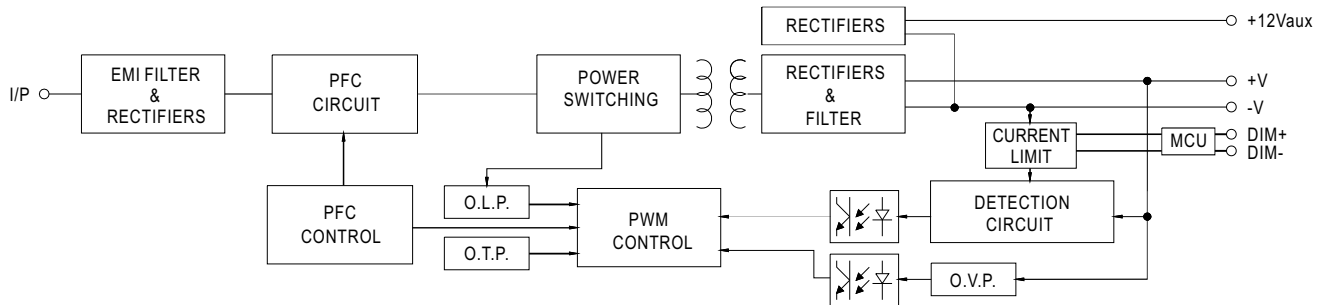 RECTIFIERS
+12Vaux
I/P
EMI FILTER
&
RECTIFIERS
PFC
CIRCUIT
POWER
SWITCHING
RECTIFIERS
&
FILTER
+V
-V
CURRENT
LIMIT
MCU
DIM+
DIM-
PFC
CONTROL
O.L.P.
O.T.P.
PWM
CONTROL
DETECTION
CIRCUIT
O.V.P.